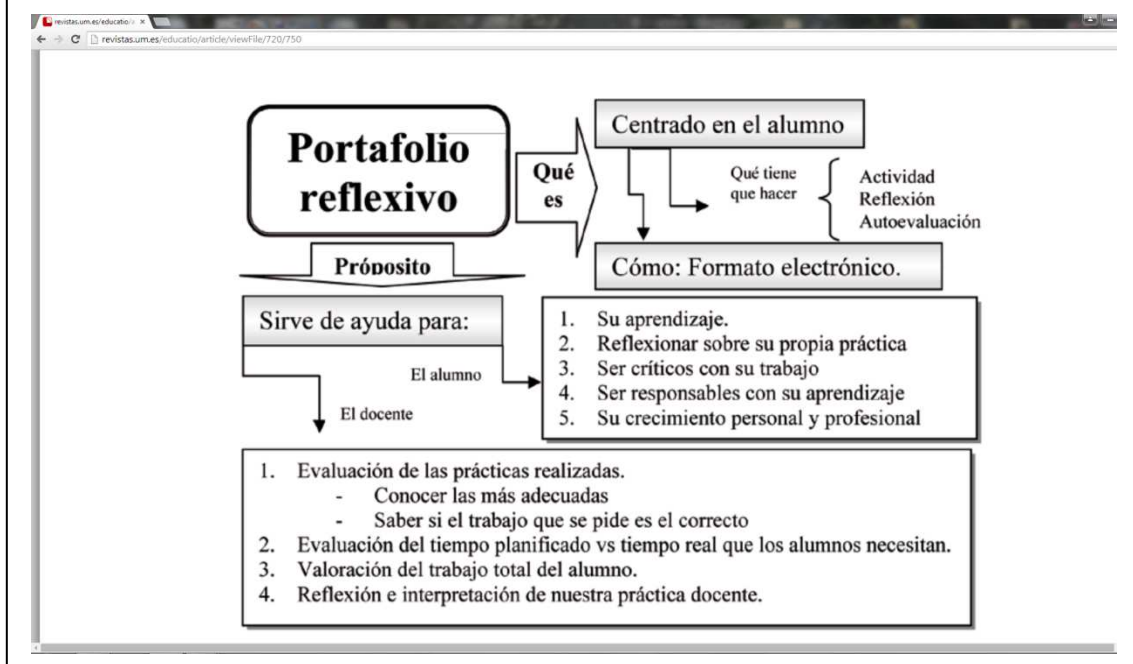 revistas.um.es/educatio/a
revistas.um.es/educatio/article/viewFile/720/750
Portafolio
reflexivo
Qué
es
Centrado en el alumno
Qué tiene
que hacer
Actividad
Reflexión
Autoevaluación
Cómo: Formato electrónico.
Próposito
Sirve de ayuda para:
El alumno
1. Su aprendizaje.
2. Reflexionar sobre su propia práctica
3. Ser críticos con su trabajo
4. Ser responsables con su aprendizaje
5. Su crecimiento personal y profesional
El docente
1. Evaluación de las prácticas realizadas.
- Conocer las más adecuadas
- Saber si el trabajo que se pide es el correcto
2. Evaluación del tiempo planificado vs tiempo real que los alumnos necesitan.
3. Valoración del trabajo total del alumno.
4. Reflexión e interpretación de nuestra práctica docente.